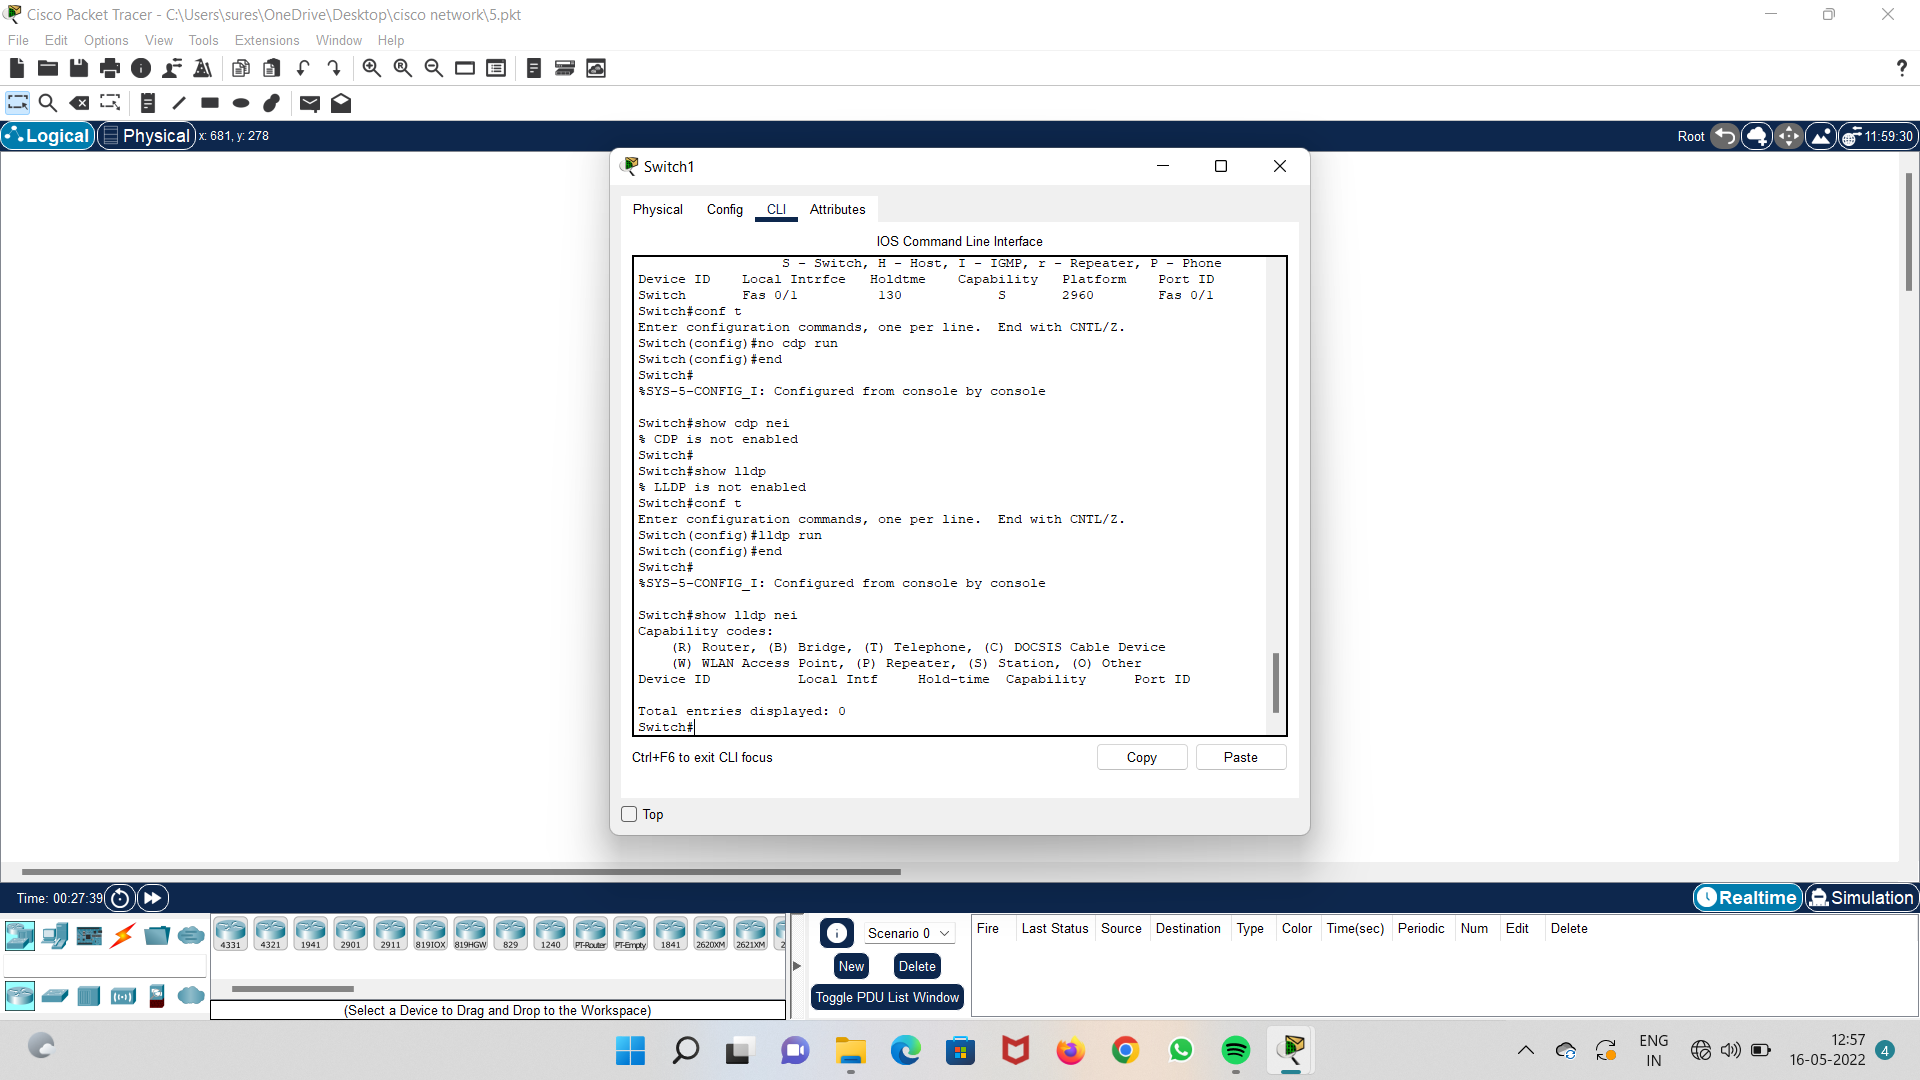 Cisco Packet Tracer - C:\Users\sures\OneDrive\Desktop\cisco network\5.pkt
File Edit Options View Tools Extensions Window Help
?
Logical Physical x: 681, y: 278 Root 11:59:30
Switch1
Physical Config CLI Attributes
IOS Command Line Interface
S - Switch, H - Host, I - IGMP, r - Repeater, P - Phone
Device ID Local Intrfce Holdtme Capability Platform Port ID
Switch Fas 0/1 130 S 2960 Fas 0/1
Switch#conf t
Enter configuration commands, one per line. End with CNTL/Z.
Switch(config)#no cdp run
Switch(config)#end
Switch#
%SYS-5-CONFIG_I: Configured from console by console
Switch#show cdp nei
% CDP is not enabled
Switch#
Switch#show lldp
% LLDP is not enabled
Switch#conf t
Enter configuration commands, one per line. End with CNTL/Z.
Switch(config)#lldp run
Switch(config)#end
Switch#
%SYS-5-CONFIG_I: Configured from console by console
Switch#show lldp nei
Capability codes:
(R) Router, (B) Bridge, (T) Telephone, (C) DOCSIS Cable Device
(W) WLAN Access Point, (P) Repeater, (S) Station, (O) Other
Device ID Local Intf Hold-time Capability Port ID
Total entries displayed: 0
Switch#
Ctrl+F6 to exit CLI focus Copy Paste
Top
Time: 00:27:39 Realtime Simulation
4331 4321 1941 2901 2911 819IOX 819HGW 829 1240 PT-Router PT-Empty 1841 2620XM 2621XM 2
Scenario 0
New Delete
Toggle PDU List Window
Fire Last Status Source Destination Type Color Time(sec) Periodic Num Edit Delete
(Select a Device to Drag and Drop to the Workspace)
ENG
IN
12:57
16-05-2022
4